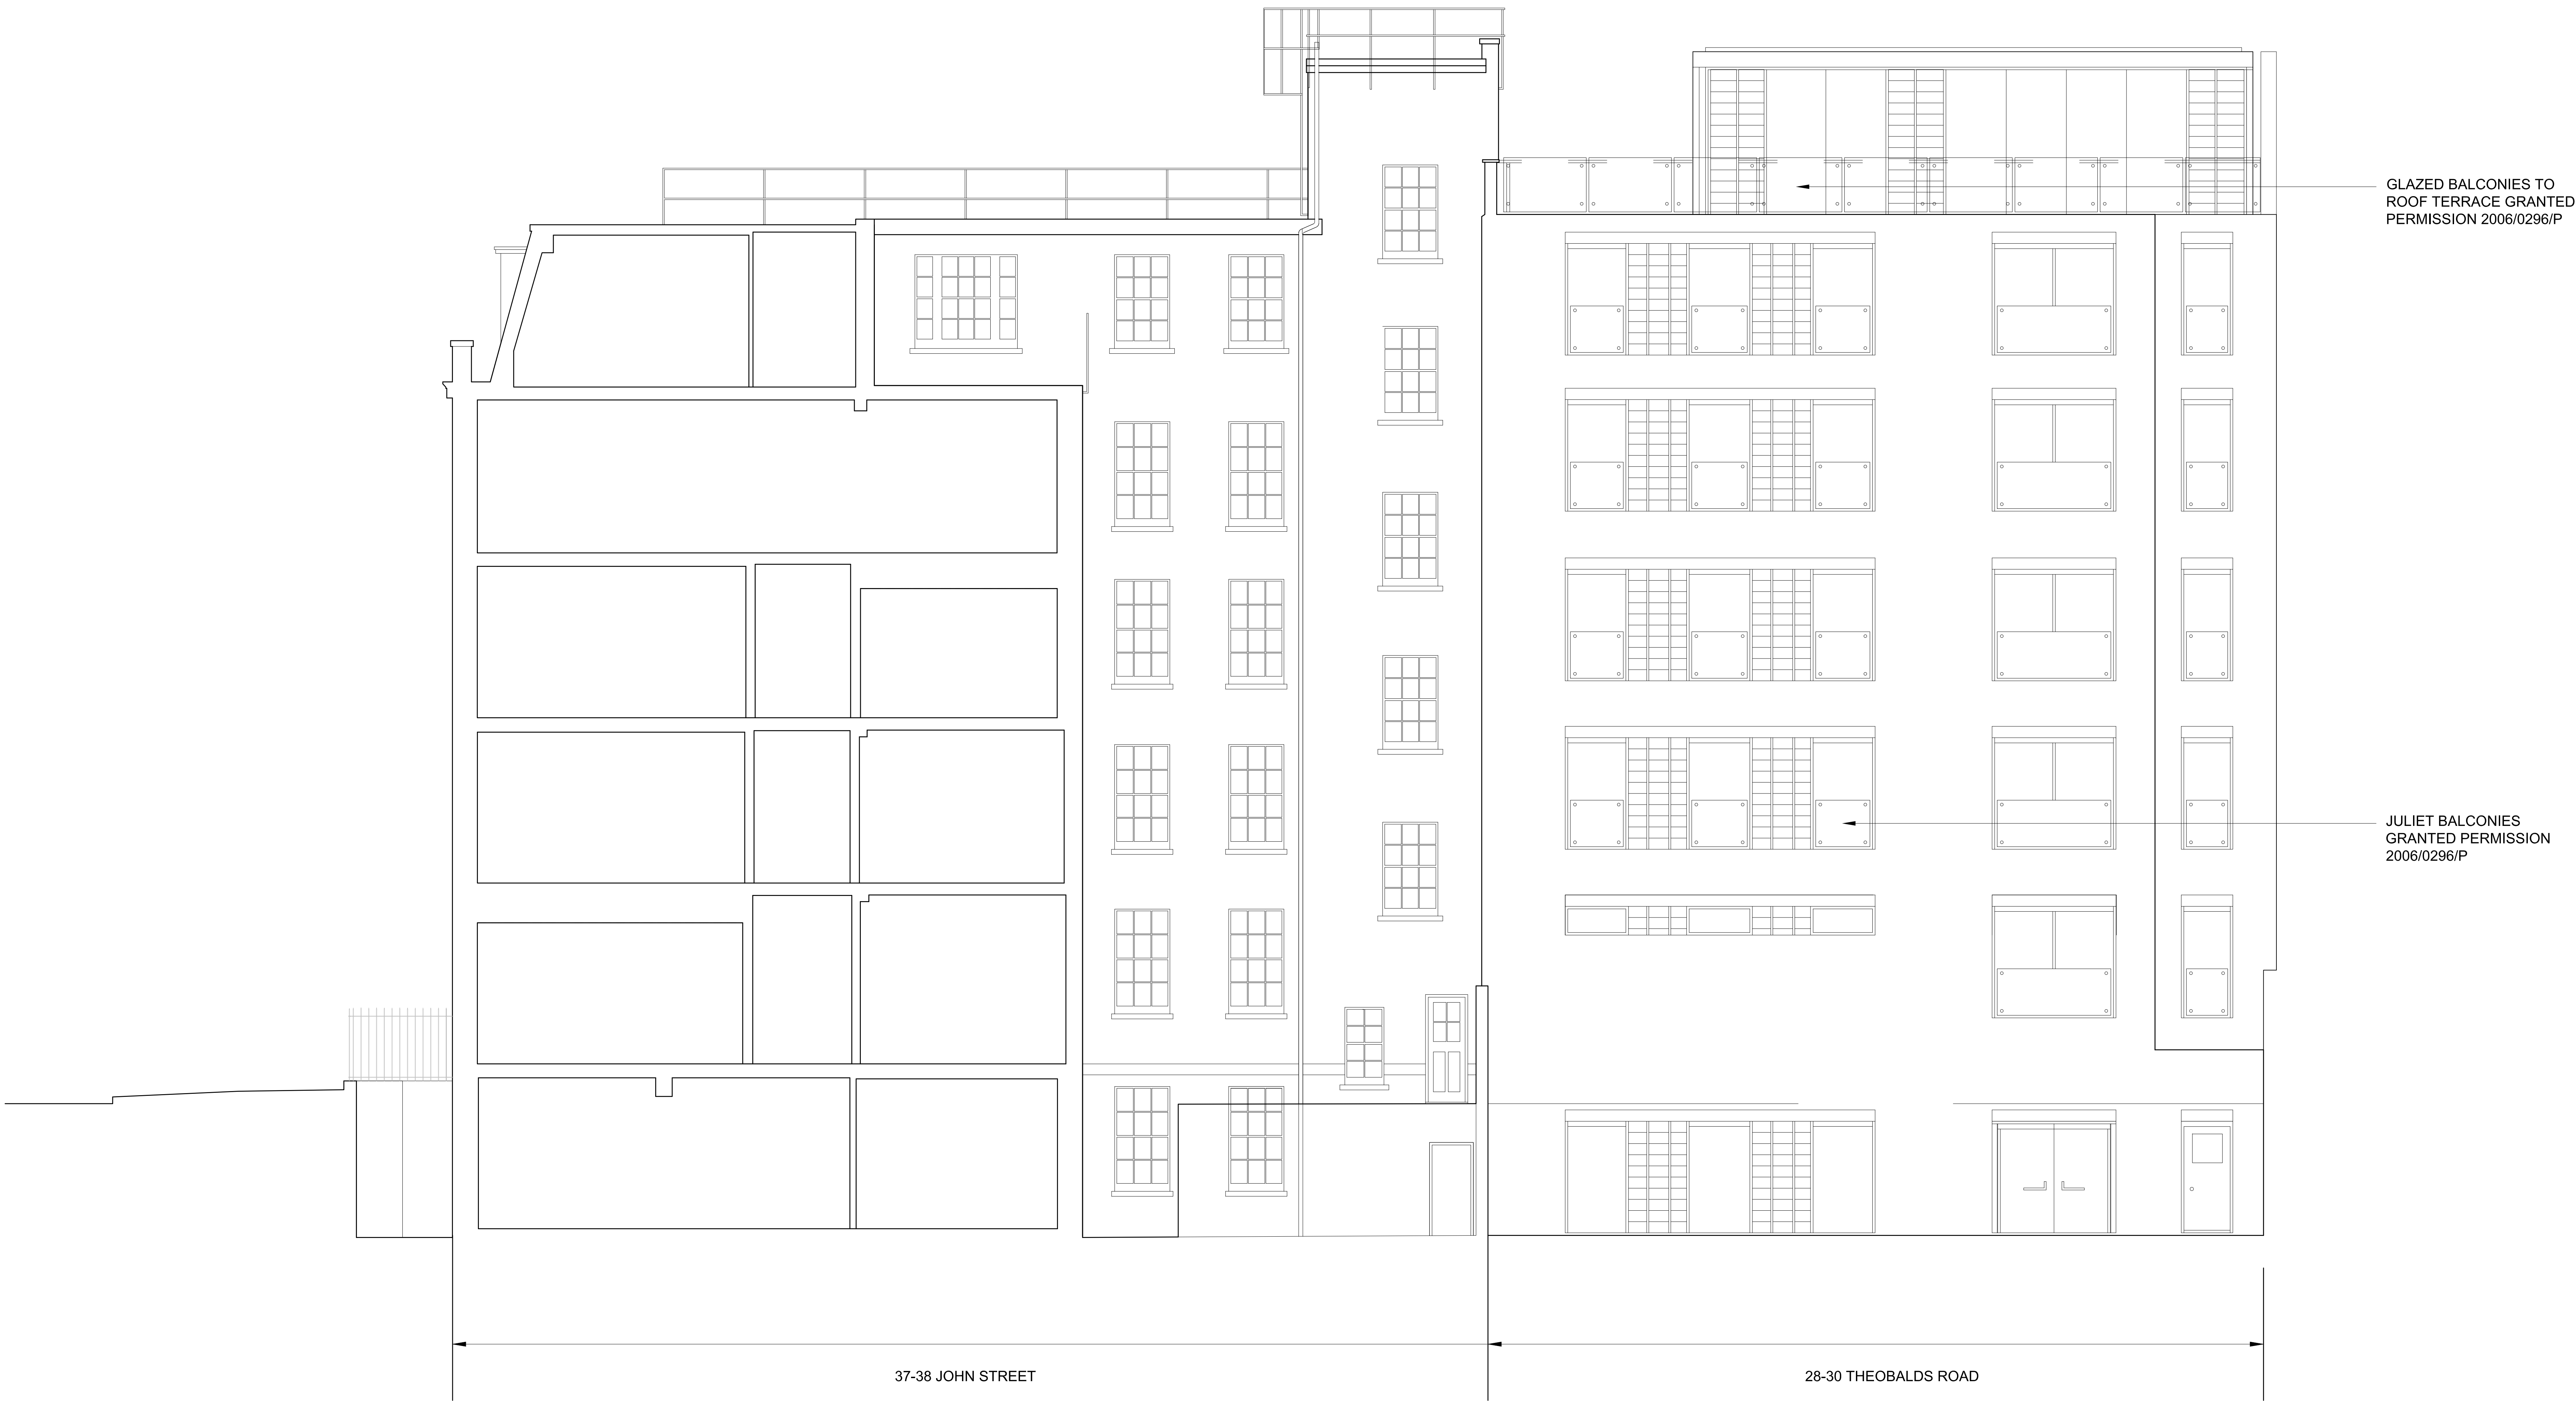 GLAZED BALCONIES TO
ROOF TERRACE GRANTED
PERMISSION 2006/0296/P
JULIET BALCONIES
GRANTED PERMISSION
2006/0296/P
37-38 JOHN STREET
28-30 THEOBALDS ROAD